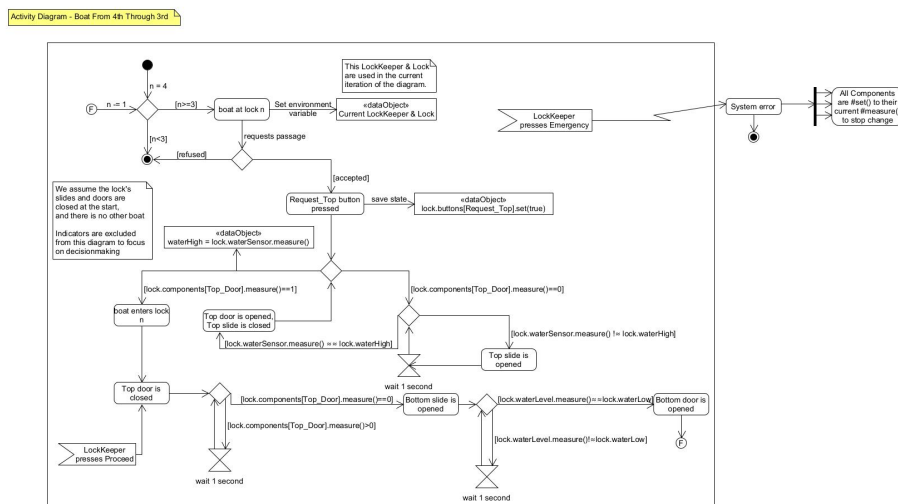 Activity Diagram - Boat From 4th Through 3rd
n = 4
This LockKeeper & Lock
are used in the current
iteration of the diagram.
F
n -= 1
[n>=3]
boat at lock n
Set environment
variable
«dataObject»
Current LockKeeper & Lock
LockKeeper
presses Emergency
System error
All Components
are #set() to their
current #measure()
to stop change
[n<3]
requests passage
[refused]
[accepted]
We assume the lock's
slides and doors are
closed at the start,
and there is no other boat
Indicators are excluded
from this diagram to focus
on decisionmaking
Request_Top button
pressed
save state
«dataObject»
lock.buttons[Request_Top].set(true)
«dataObject»
waterHigh = lock.waterSensor.measure()
[lock.components[Top_Door].measure()==1]
[lock.components[Top_Door].measure()==0]
boat enters lock
n
Top door is opened,
Top slide is closed
[lock.waterSensor.measure() != lock.waterHigh]
[lock.waterSensor.measure() == lock.waterHigh]
Top slide is
opened
wait 1 second
Top door is
closed
[lock.components[Top_Door].measure()==0]
Bottom slide is
opened
[lock.waterLevel.measure()==lock.waterLow]
Bottom door is
opened
[lock.components[Top_Door].measure()>0]
[lock.waterLevel.measure()!=lock.waterLow]
F
LockKeeper
presses Proceed
wait 1 second
wait 1 second